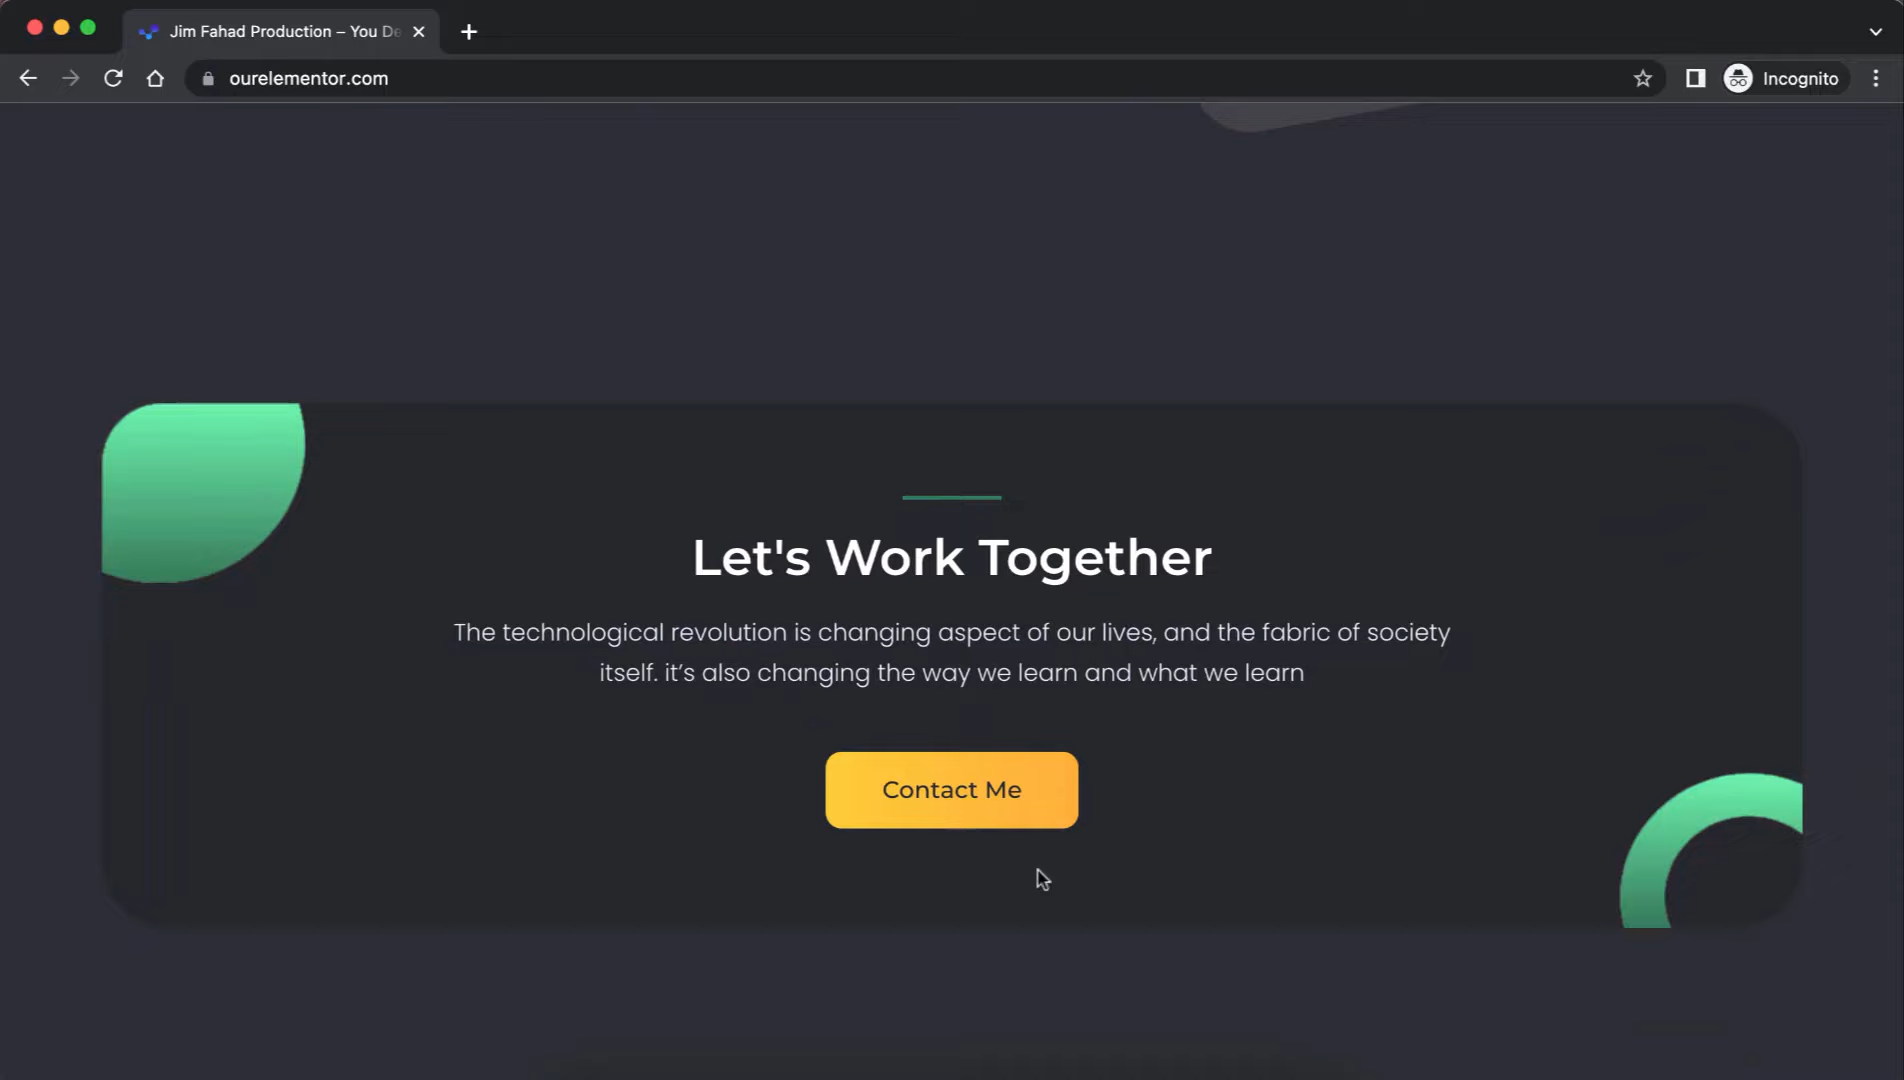 Jim Fahad Production – You De
ourelementor.com
Incognito
Let's Work Together
The technological revolution is changing aspect of our lives, and the fabric of society
itself. it’s also changing the way we learn and what we learn
Contact Me